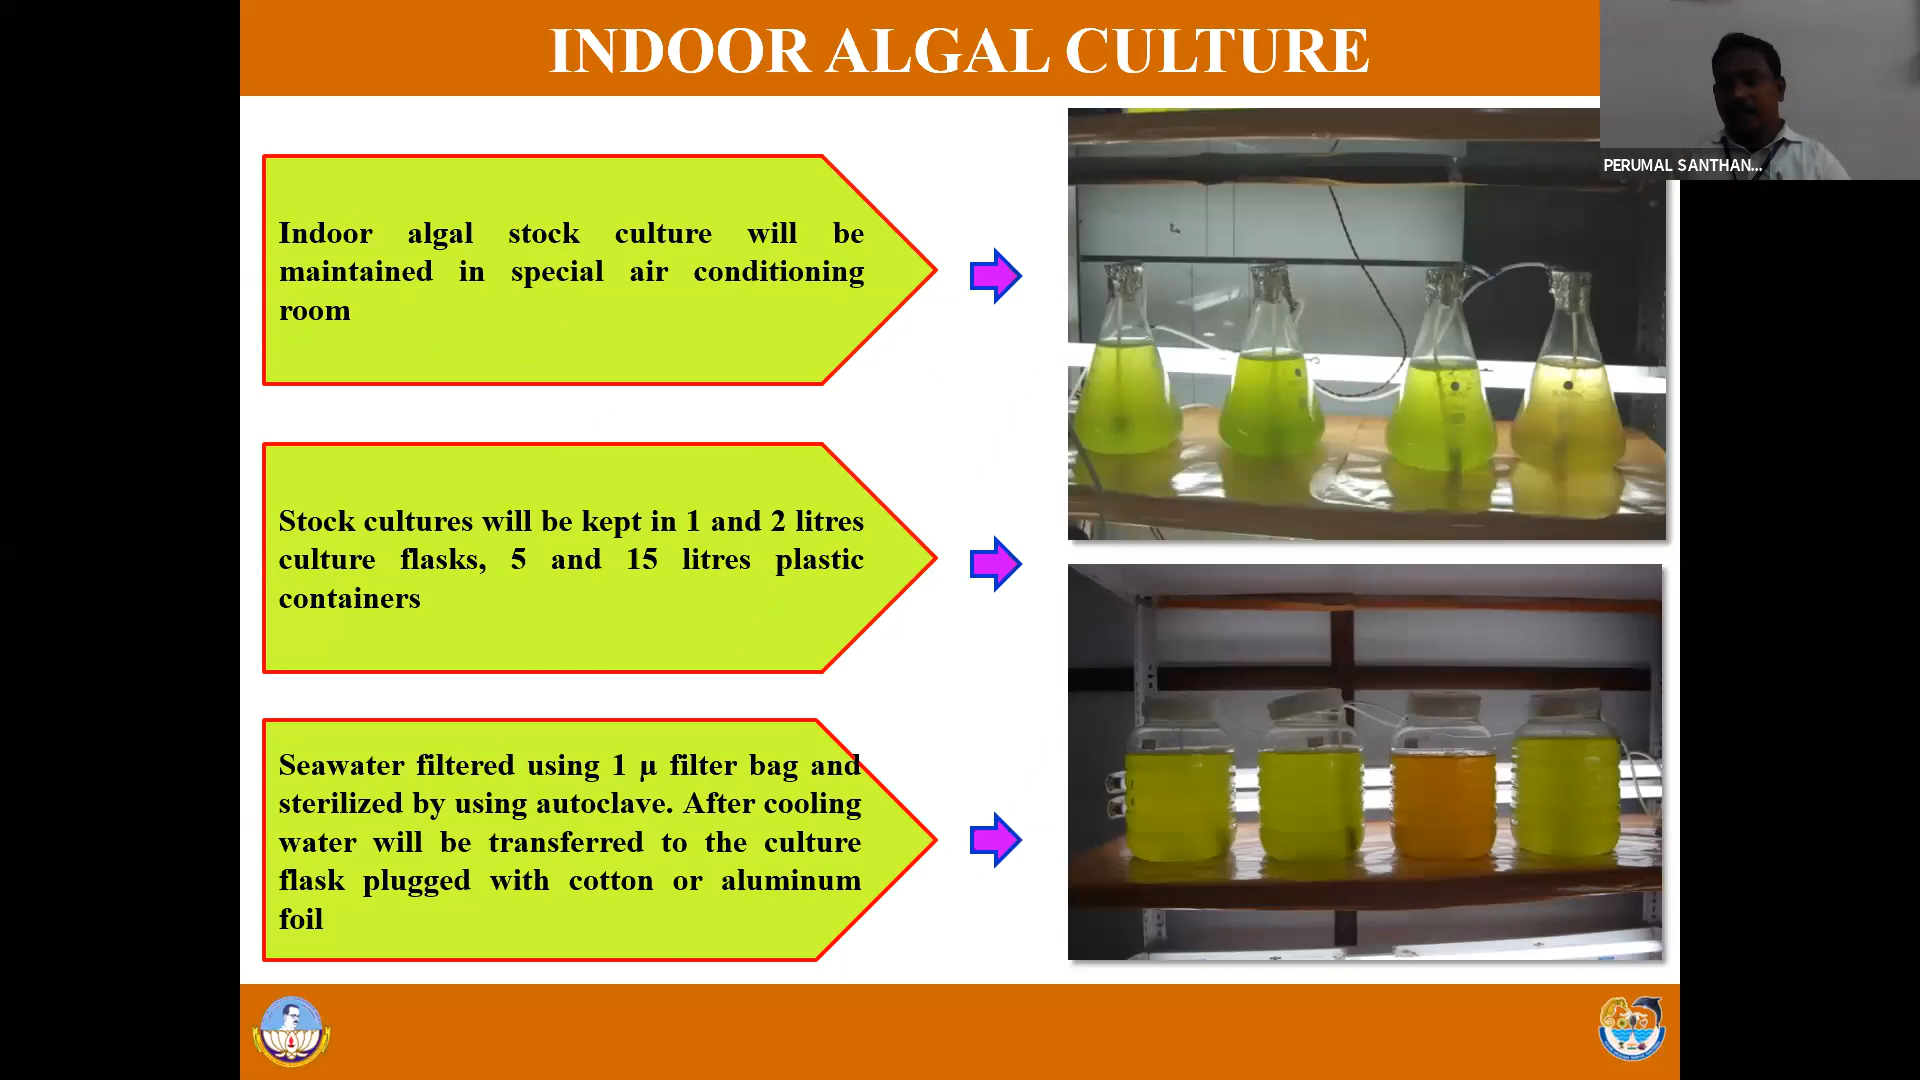 INDOOR ALGAL CULTURE
PERUMAL SANTHAN...
Indoor algal stock culture will be
maintained in special air conditioning
room
Stock cultures will be kept in 1 and 2 litres
culture flasks, 5 and 15 litres plastic
containers
Seawater filtered using 1 µ filter bag and
sterilized by using autoclave. After cooling
water will be transferred to the culture
flask plugged with cotton or aluminum
foil